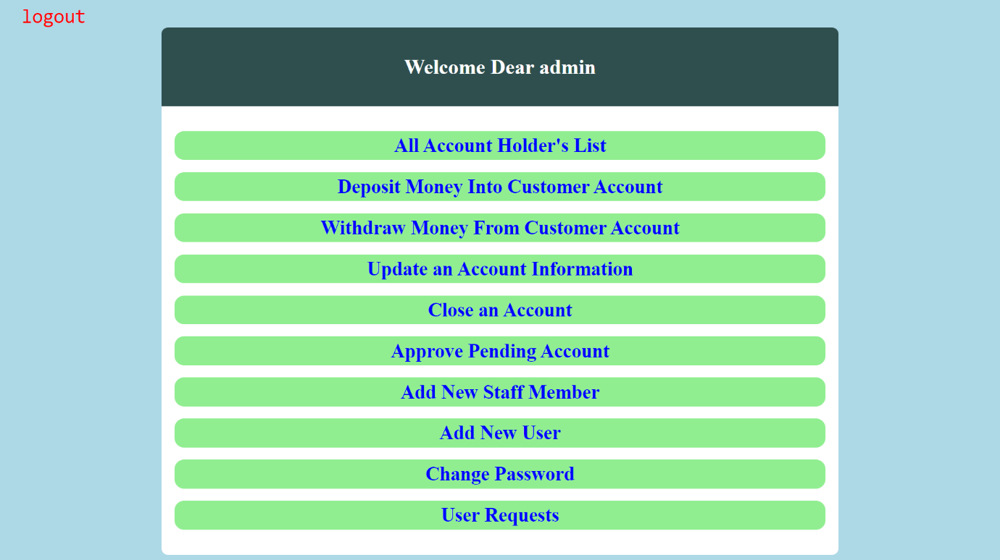 logout
Welcome Dear admin
All Account Holder's List
Deposit Money Into Customer Account
Withdraw Money From Customer Account
Update an Account Information
Close an Account
Approve Pending Account
Add New Staff Member
Add New User
Change Password
User Requests